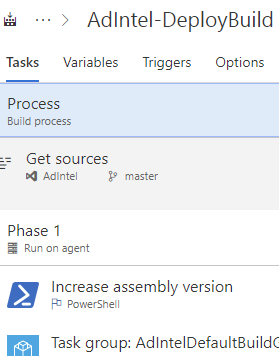 ··· > AdIntel-DeployBuild
Tasks Variables Triggers Options
Process
Build process
Get sources
AdIntel master
Phase 1
Run on agent
Increase assembly version
PowerShell
Task group: AdIntelDefaultBuild